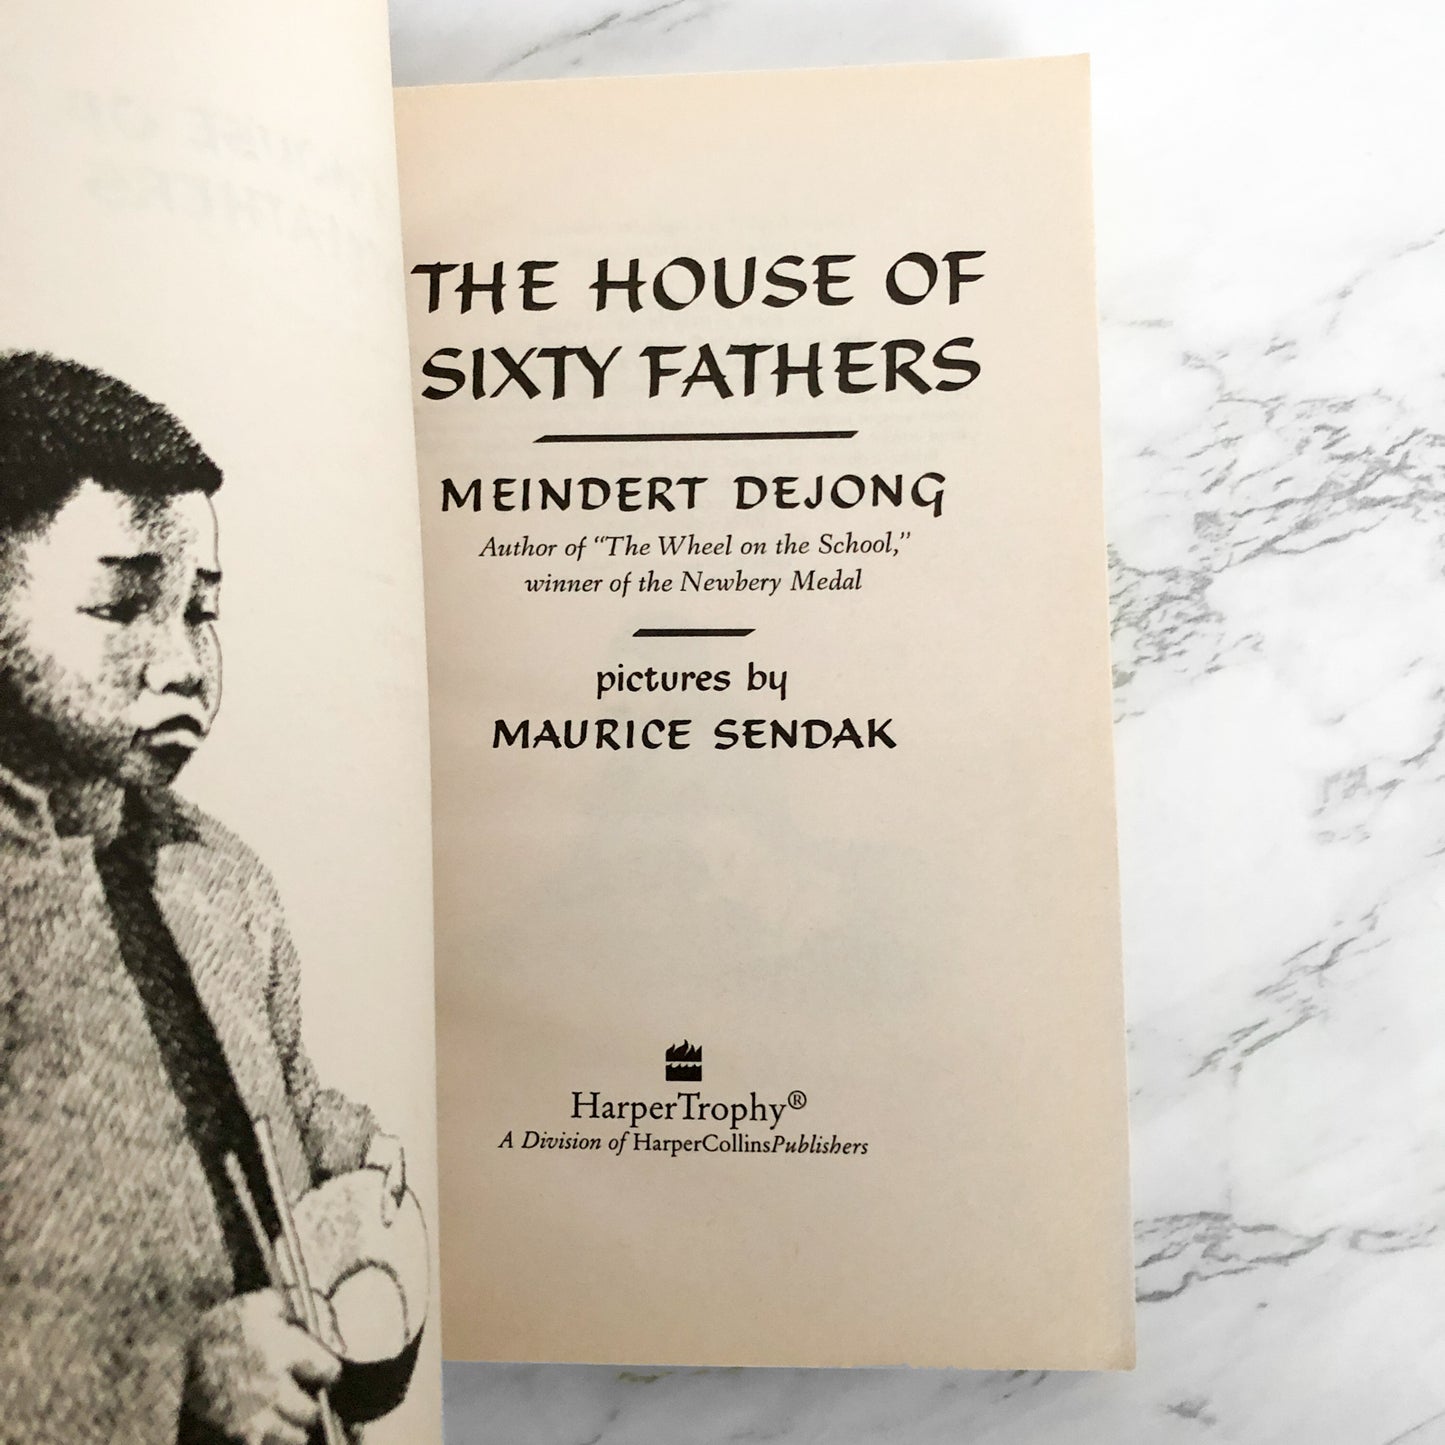 THE HOUSE OF
SIXTY FATHERS
MEINDERT DEJONG
Author of “The Wheel on the School,”
winner of the Newbery Medal
pictures by
MAURICE SENDAK
HarperTrophy®
A Division of HarperCollinsPublishers